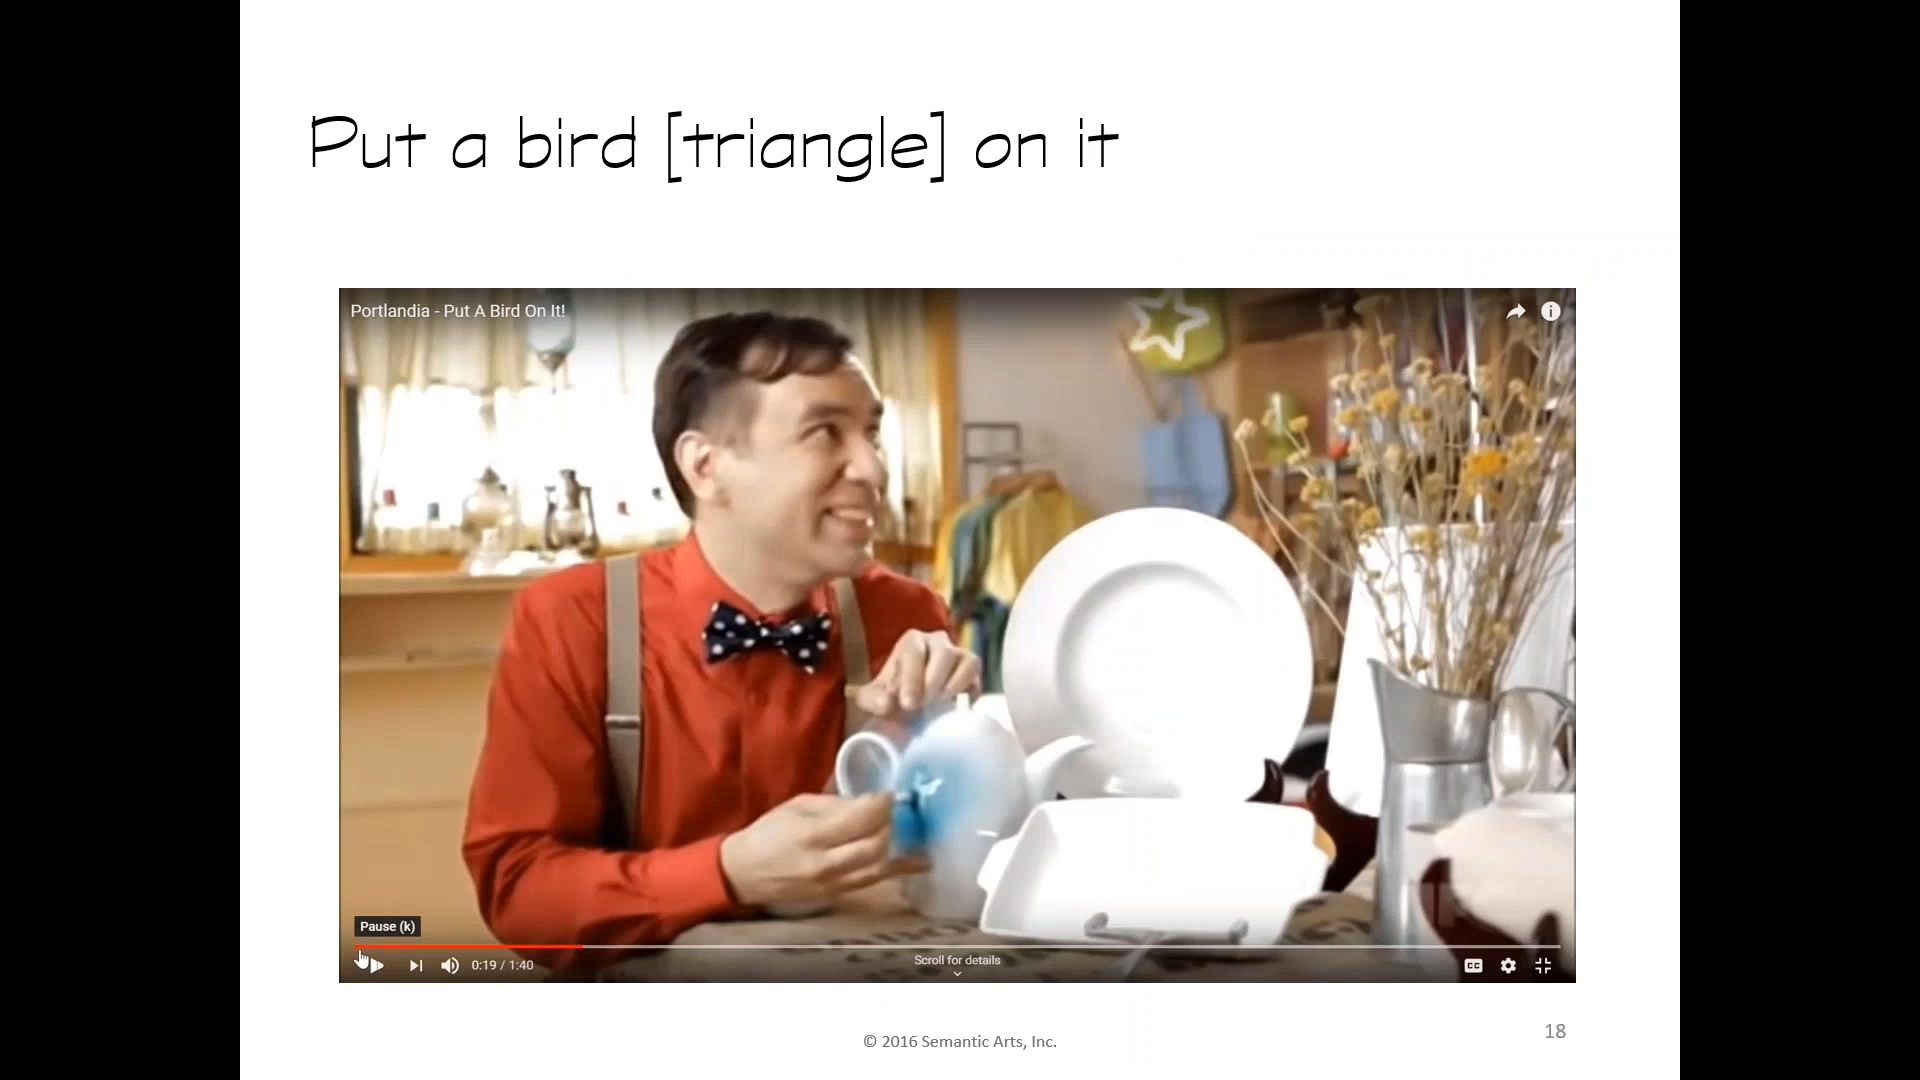 Put a bird [triangle] on it
Portlandia - Put A Bird On It!
Pause (k)
0:19 / 1:40
Scroll for details
CC
© 2016 Semantic Arts, Inc.
18